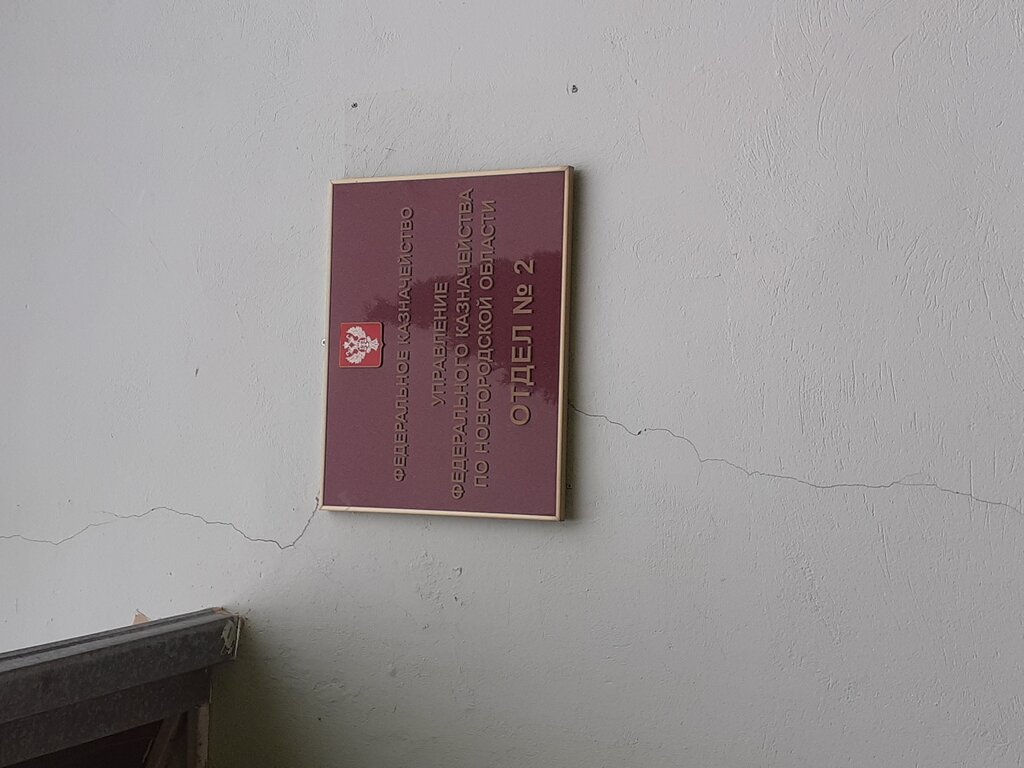 ФЕДЕРАЛЬНОЕ КАЗНАЧЕЙСТВО
УПРАВЛЕНИЕ
ФЕДЕРАЛЬНОГО КАЗНАЧЕЙСТВА
ПО НОВГОРОДСКОЙ ОБЛАСТИ
ОТДЕЛ № 2